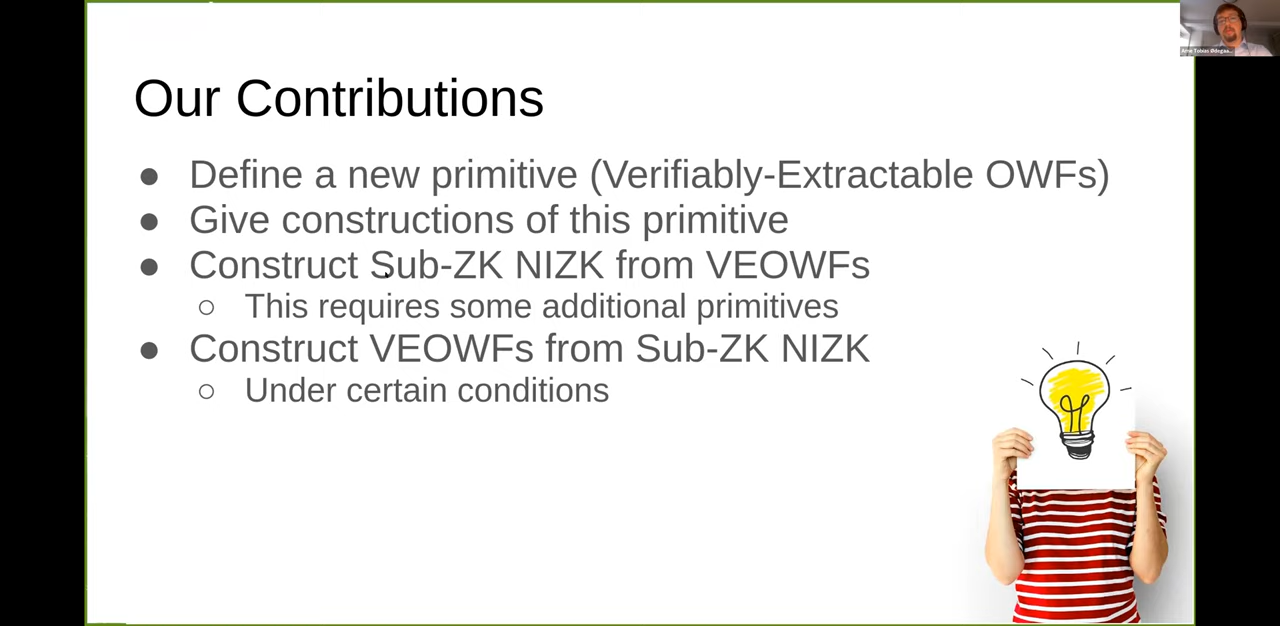 Our Contributions
● Define a new primitive (Verifiably-Extractable OWFs)
● Give constructions of this primitive
● Construct Sub-ZK NIZK from VEOWFs
○ This requires some additional primitives
● Construct VEOWFs from Sub-ZK NIZK
○ Under certain conditions
Tobias